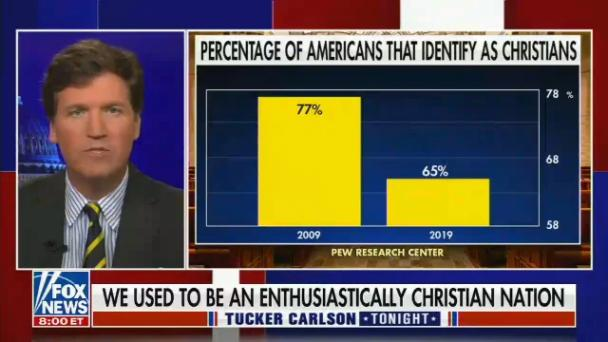 PERCENTAGE OF AMERICANS THAT IDENTIFY AS CHRISTIANS
78 %
77%
68
65%
58
2009 2019
PEW RESEARCH CENTER
FOX
NEWS
8:00 ET
WE USED TO BE AN ENTHUSIASTICALLY CHRISTIAN NATION
TUCKER CARLSON TONIGHT